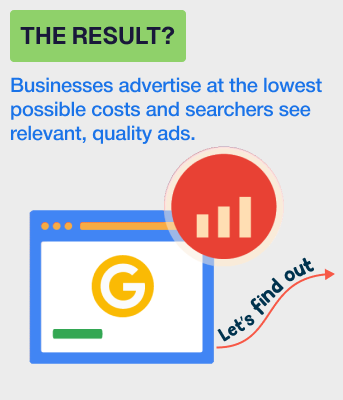 THE RESULT?
Businesses advertise at the lowest
possible costs and searchers see
relevant, quality ads.
G
Let's find out